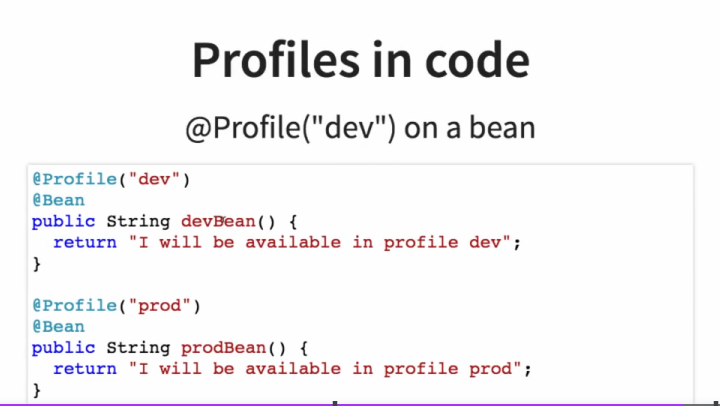 Profiles in code
@Profile("dev") on a bean
@Profile("dev")
@Bean
public String devBean() {
  return "I will be available in profile dev";
}
@Profile("prod")
@Bean
public String prodBean() {
  return "I will be available in profile prod";
}